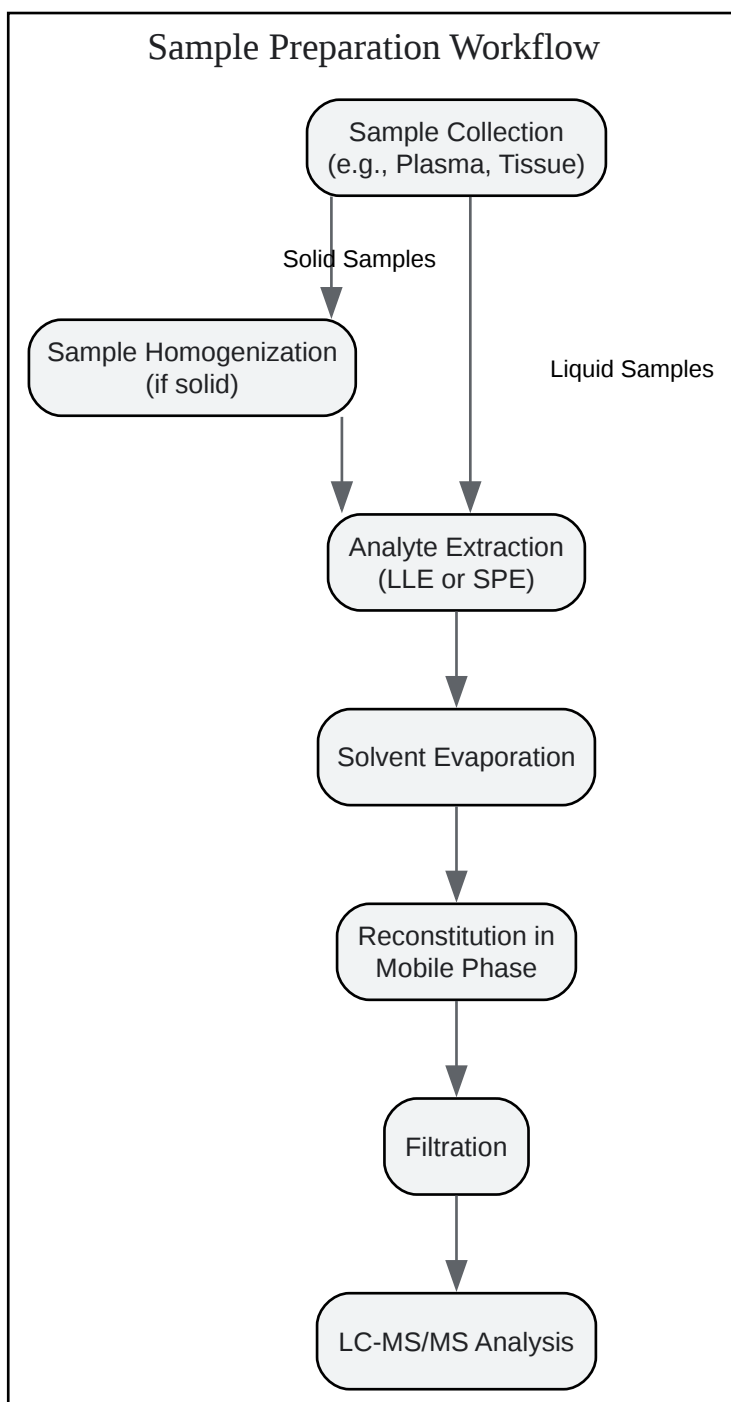 Sample Preparation Workflow
Sample Collection
(e.g., Plasma, Tissue)
Solid Samples
Sample Homogenization
(if solid)
Liquid Samples
Analyte Extraction
(LLE or SPE)
Solvent Evaporation
Reconstitution in
Mobile Phase
Filtration
LC-MS/MS Analysis